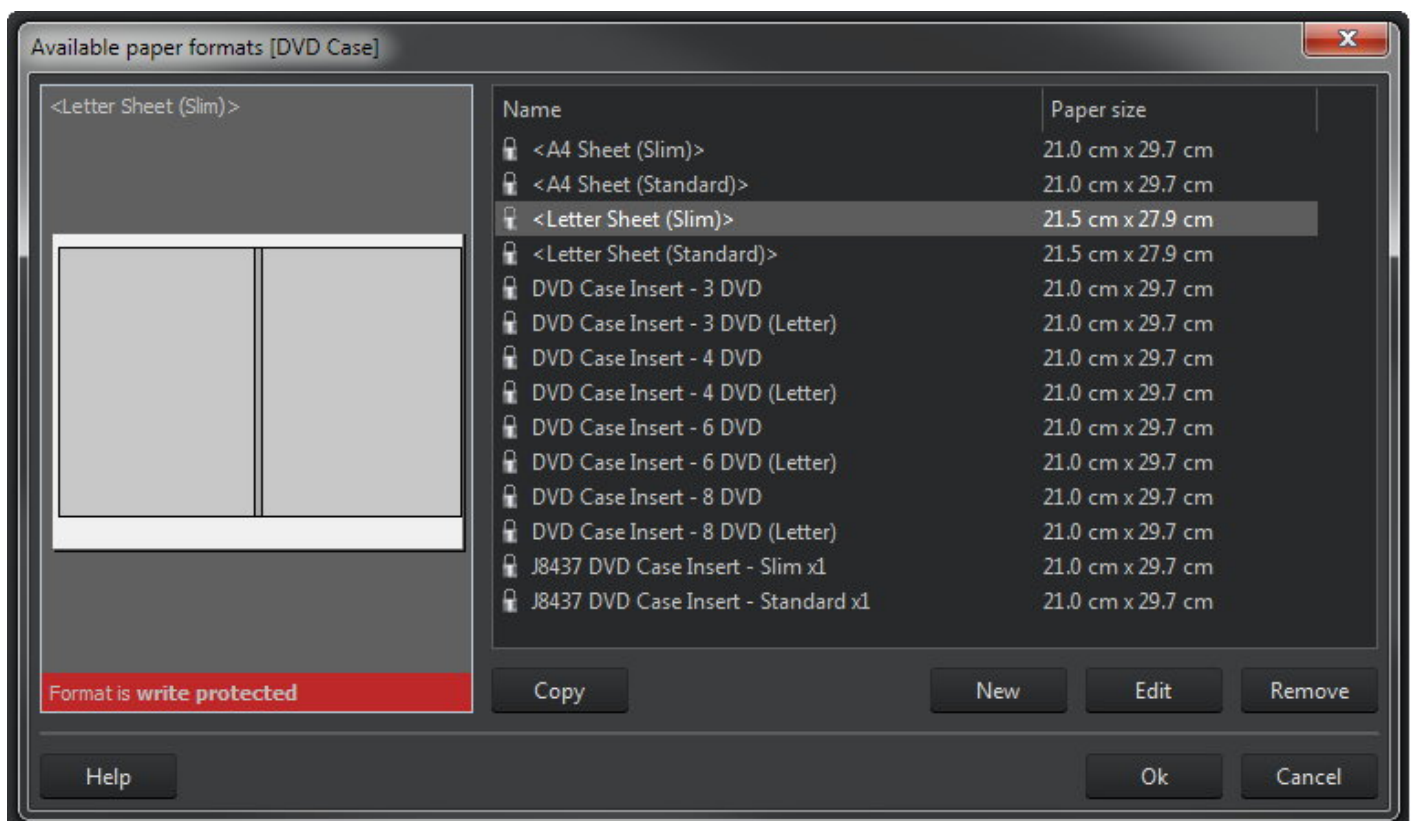 Available paper formats [DVD Case]
<Letter Sheet (Slim)>
Name Paper size
<A4 Sheet (Slim)> 21.0 cm x 29.7 cm
<A4 Sheet (Standard)> 21.0 cm x 29.7 cm
<Letter Sheet (Slim)> 21.5 cm x 27.9 cm
<Letter Sheet (Standard)> 21.5 cm x 27.9 cm
DVD Case Insert - 3 DVD 21.0 cm x 29.7 cm
DVD Case Insert - 3 DVD (Letter) 21.0 cm x 29.7 cm
DVD Case Insert - 4 DVD 21.0 cm x 29.7 cm
DVD Case Insert - 4 DVD (Letter) 21.0 cm x 29.7 cm
DVD Case Insert - 6 DVD 21.0 cm x 29.7 cm
DVD Case Insert - 6 DVD (Letter) 21.0 cm x 29.7 cm
DVD Case Insert - 8 DVD 21.0 cm x 29.7 cm
DVD Case Insert - 8 DVD (Letter) 21.0 cm x 29.7 cm
J8437 DVD Case Insert - Slim x1 21.0 cm x 29.7 cm
J8437 DVD Case Insert - Standard x1 21.0 cm x 29.7 cm
Format is write protected
Copy New Edit Remove
Help Ok Cancel